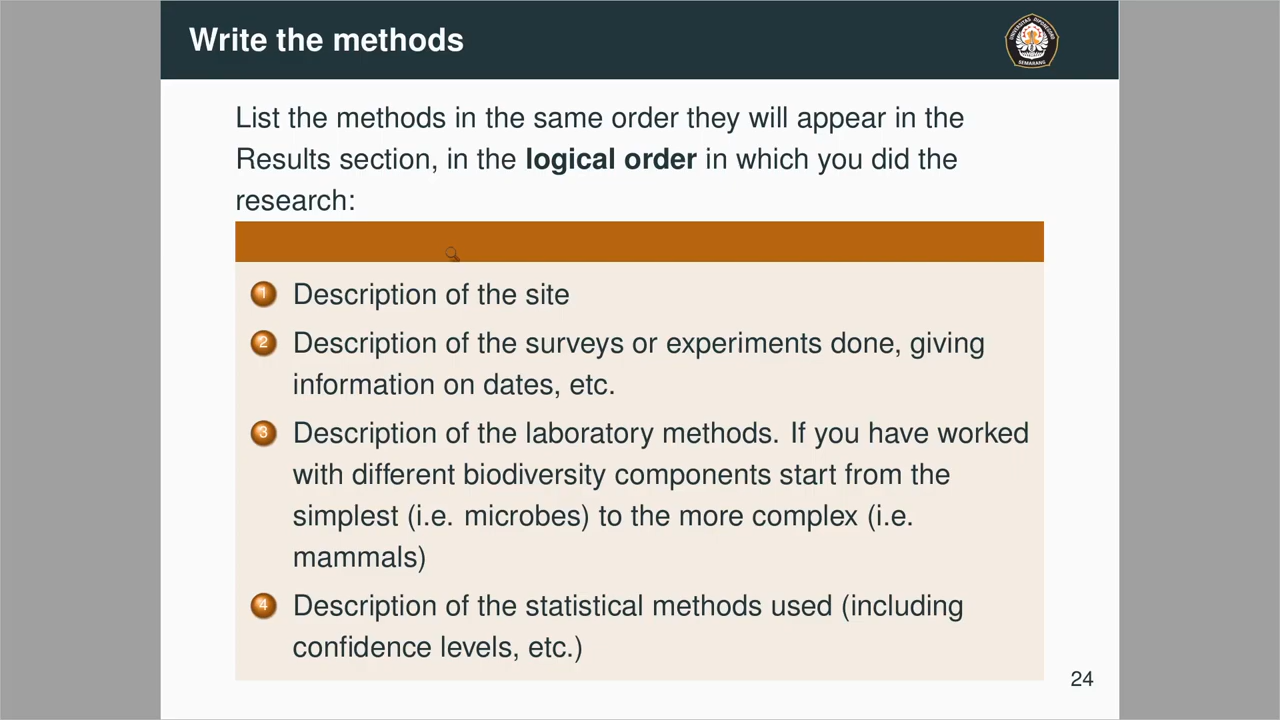 Write the methods
UNIVERSITAS DIPONEGORO
SEMARANG
List the methods in the same order they will appear in the
Results section, in the logical order in which you did the
research:
1 Description of the site
2 Description of the surveys or experiments done, giving
information on dates, etc.
3 Description of the laboratory methods. If you have worked
with different biodiversity components start from the
simplest (i.e. microbes) to the more complex (i.e.
mammals)
4 Description of the statistical methods used (including
confidence levels, etc.)
24